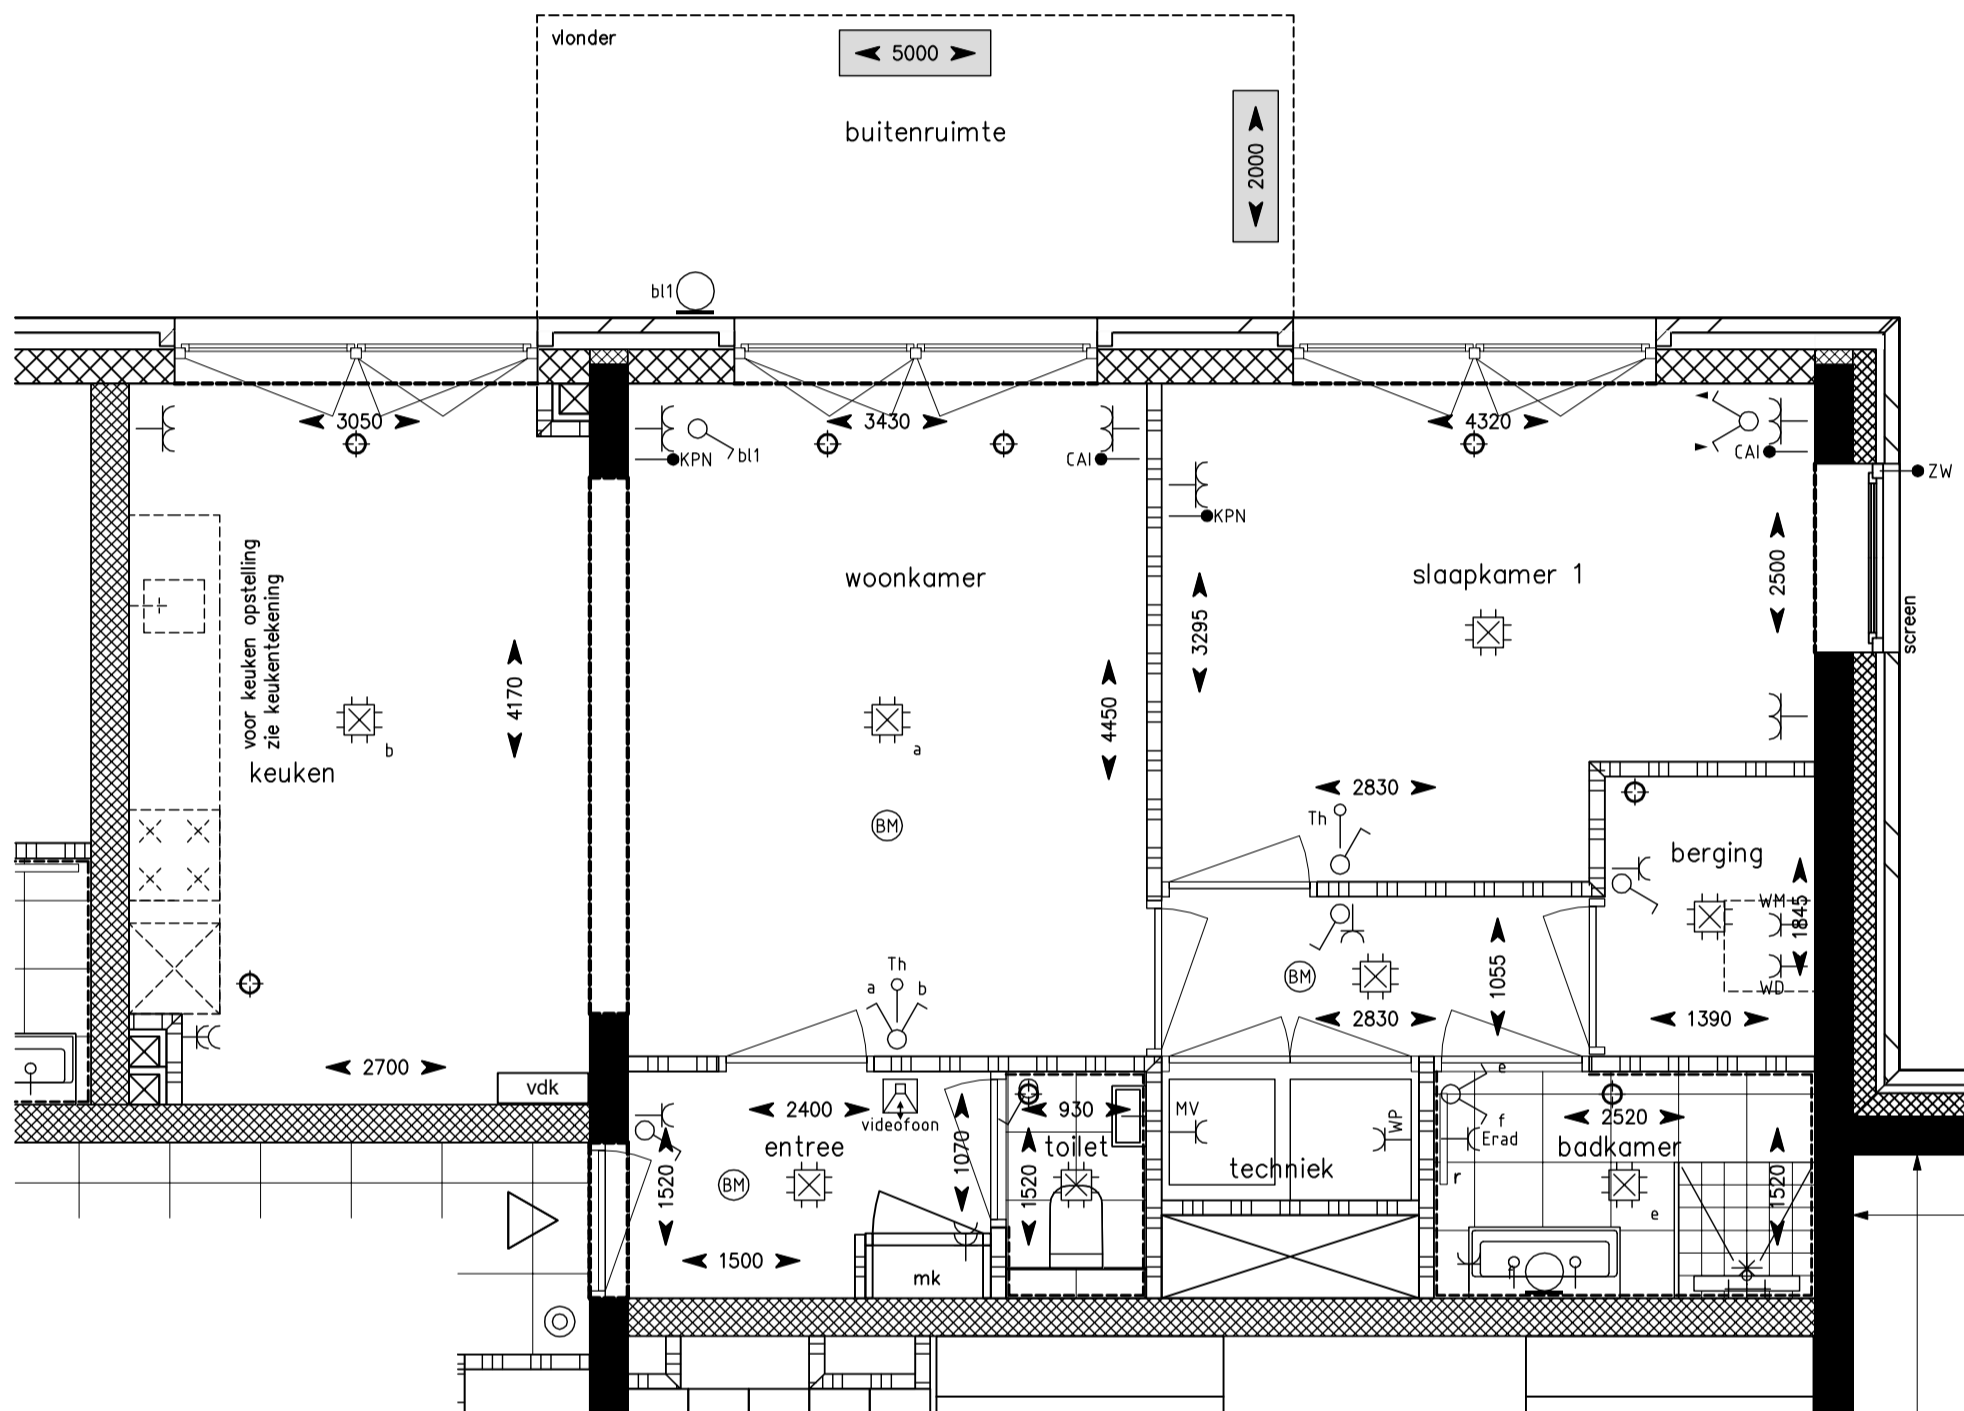 vlonder
5000
buitenruimte
2000
bl1
3050
3430
4320
KPN
bl1
CAI
CAI
ZW
KPN
voor keuken opstelling
zie keukentekening
woonkamer
slaapkamer 1
2500
screen
3295
4170
4450
b
a
keuken
2830
Th
BM
berging
WM
1845
WD
Th
a
b
BM
1055
2830
1390
2700
vdk
2400
videofoon
930
MV
WP
e
f
Erad
2520
entree
1070
toilet
techniek
badkamer
r
1520
BM
1520
1520
e
1500
mk
f